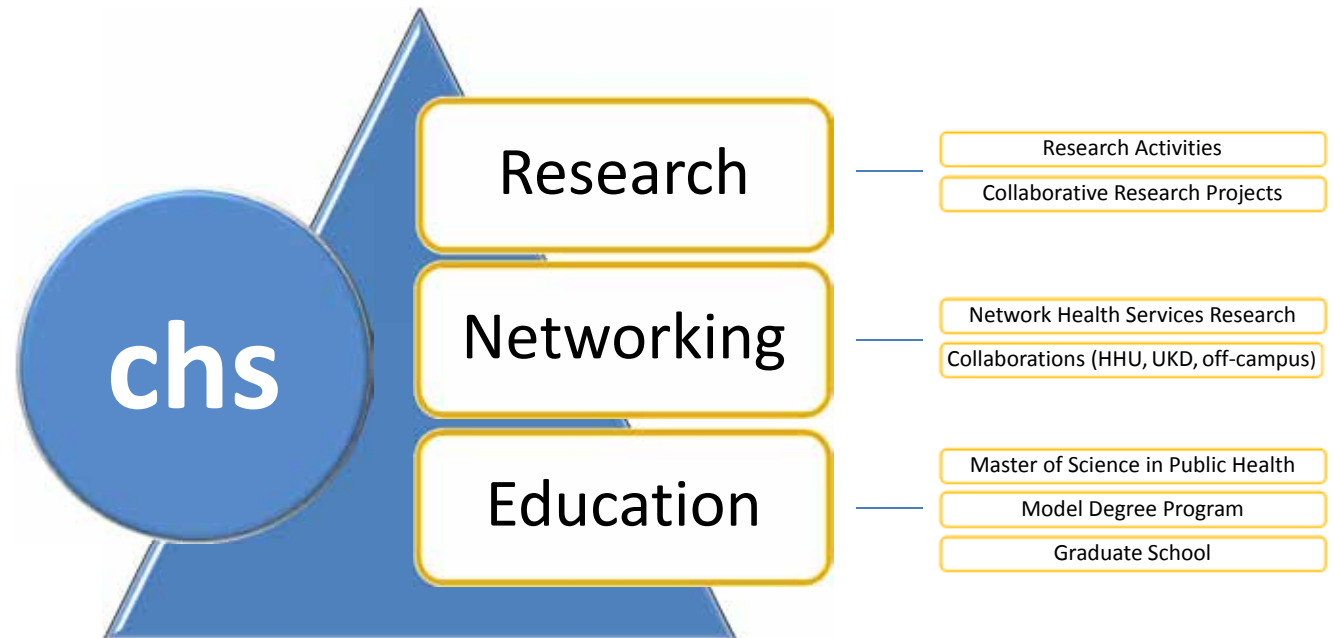 chs
Research
Research Activities
Collaborative Research Projects
Networking
Network Health Services Research
Collaborations (HHU, UKD, off-campus)
Education
Master of Science in Public Health
Model Degree Program
Graduate School